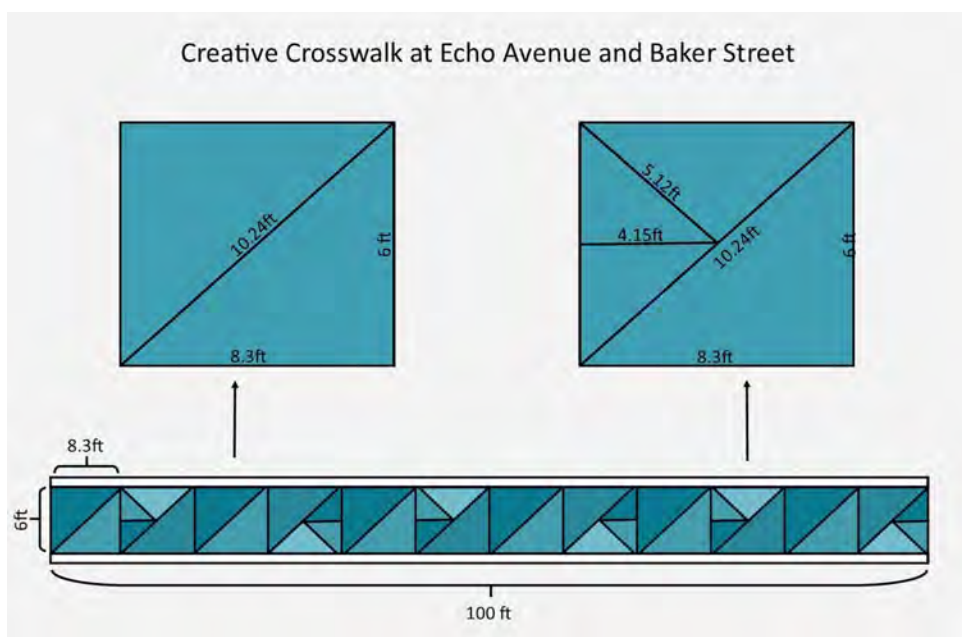 Creative Crosswalk at Echo Avenue and Baker Street
10.24ft
6 ft
8.3ft
5.12ft
4.15ft
10.24ft
6 ft
8.3ft
8.3ft
6ft
100 ft